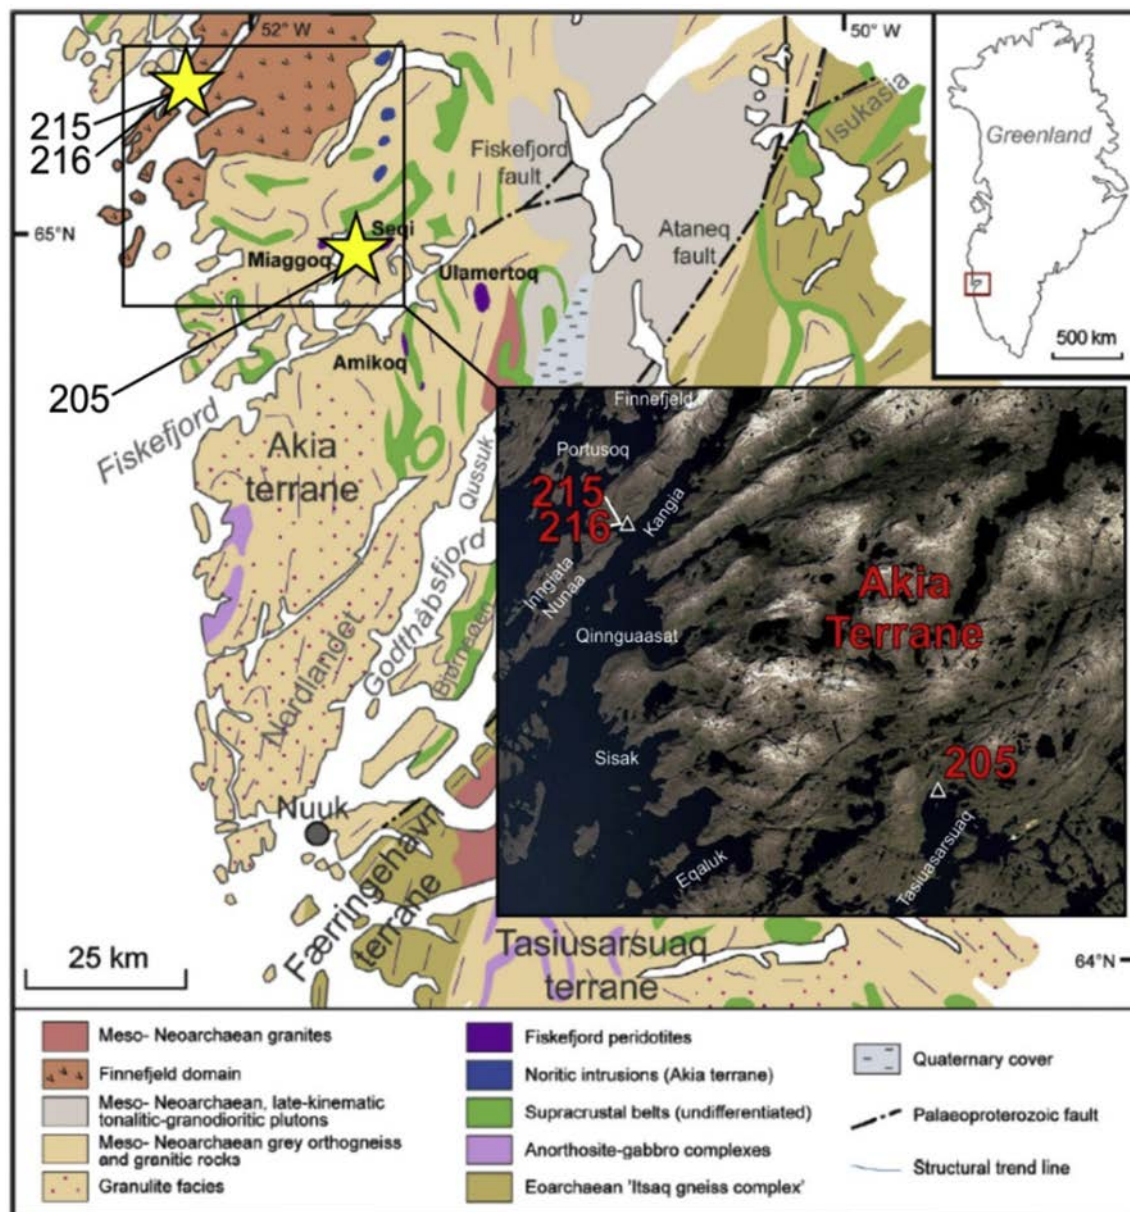 52° W
50° W
215
216
Fiskefjord
fault
Isukasia
Greenland
65°N
Seqi
Miaggoq
Ulamertoq
Ataneq
fault
500 km
Amikoq
205
Fiskefjord
Akia
terrane
Qussuk
Finnefjeld
Portusoq
215
216
Kangia
Inngiata
Nunaa
Akia
Terrane
Qinnguaasat
Godthåbsfjord
Nordlandet
Sisak
205
Nuuk
Eqaluk
Tasiuasarsuaq
Færringehavn
terrane
Tasiusarsuaq
terrane
25 km
64°N
Meso- Neoarchaean granites
Finnefjeld domain
Meso- Neoarchaean, late-kinematic
tonalitic-granodioritic plutons
Meso- Neoarchaean grey orthogneiss
and granitic rocks
Granulite facies
Fiskefjord peridotites
Noritic intrusions (Akia terrane)
Supracrustal belts (undifferentiated)
Anorthosite-gabbro complexes
Eoarchaean 'Itsaq gneiss complex'
Quaternary cover
Palaeoproterozoic fault
Structural trend line